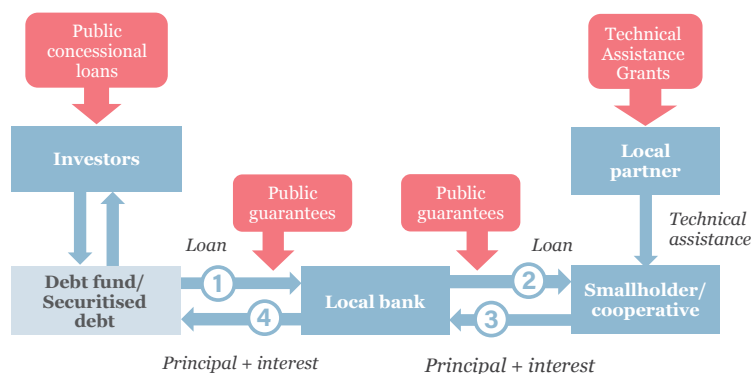 Public
concessional
loans
Technical
Assistance
Grants
Investors
Local
partner
Public
guarantees
Public
guarantees
Technical
assistance
Loan
Loan
Debt fund/
Securitised
debt
1
4
Local bank
2
3
Smallholder/
cooperative
Principal + interest
Principal + interest